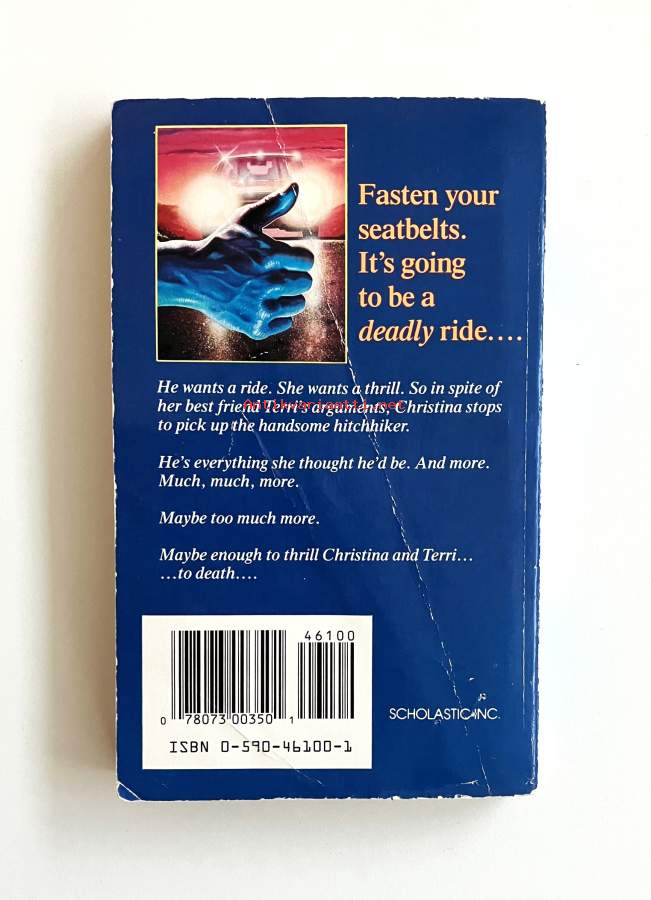 Fasten your
seatbelts.
It's going
to be a
deadly ride....
He wants a ride. She wants a thrill. So in spite of
her best friend Terri's arguments, Christina stops
to pick up the handsome hitchhiker.
Antikvariaatti.net
He's everything she thought he'd be. And more.
Much, much, more.
Maybe too much more.
Maybe enough to thrill Christina and Terri...
...to death....
46100
0 78073 00350 1
ISBN 0-590-46100-1
SCHOLASTIC INC.